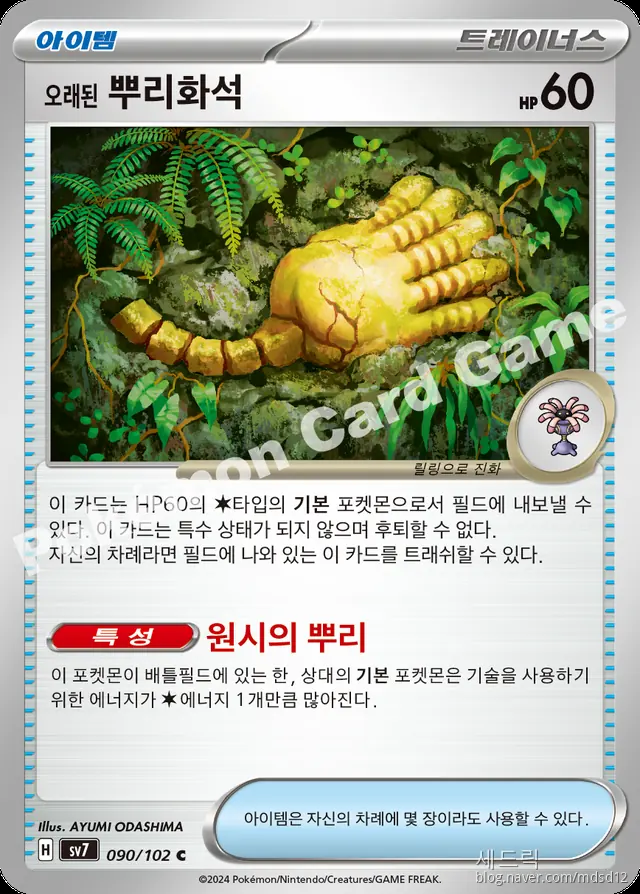 아이템
트레이너스
오래된 뿌리화석
HP 60
릴링으로 진화
이 카드는 HP60의 ✶타입의 기본 포켓몬으로서 필드에 내보낼 수
있다. 이 카드는 특수 상태가 되지 않으며 후퇴할 수 없다.
자신의 차례라면 필드에 나와 있는 이 카드를 트래쉬할 수 있다.
특성 원시의 뿌리
이 포켓몬이 배틀필드에 있는 한, 상대의 기본 포켓몬은 기술을 사용하기
위한 에너지가 ✶에너지 1개만큼 많아진다.
아이템은 자신의 차례에 몇 장이라도 사용할 수 있다.
Illus. AYUMI ODASHIMA
H sv7 090/102 C
©2024 Pokémon/Nintendo/Creatures/GAME FREAK.
Pokémon Card Game
세드릭
blog.naver.com/mdsd12